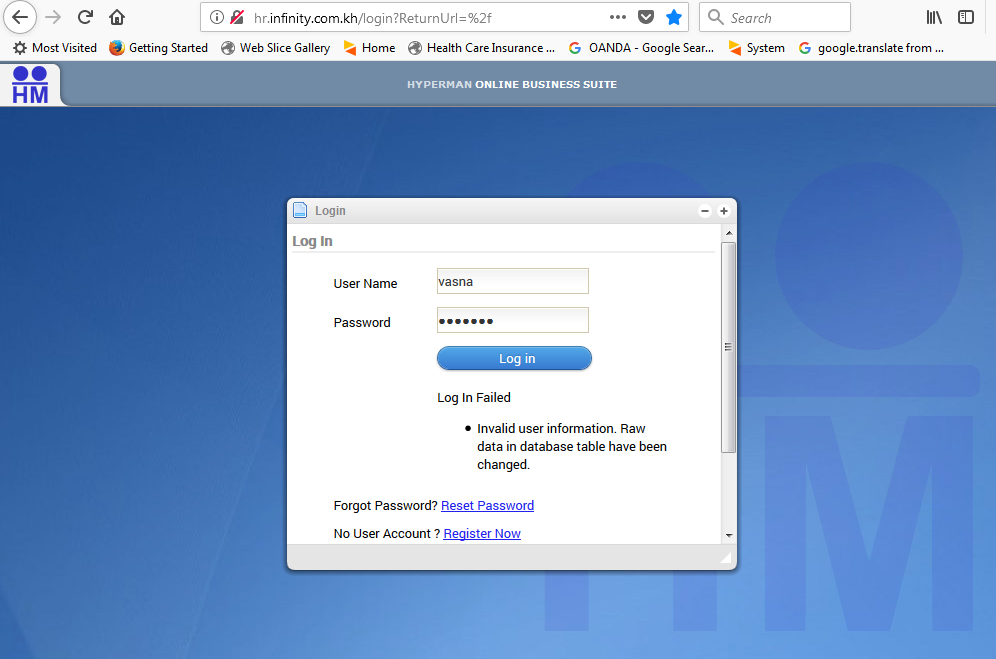 hr.infinity.com.kh/login?ReturnUrl=%2f
Search
Most Visited Getting Started Web Slice Gallery Home Health Care Insurance ... OANDA - Google Sear... System google.translate from ...
HM
HYPERMAN ONLINE BUSINESS SUITE
Login
Log In
User Name vasna
Password •••••••
Log in
Log In Failed
• Invalid user information. Raw
data in database table have been
changed.
Forgot Password? Reset Password
No User Account ? Register Now
HM